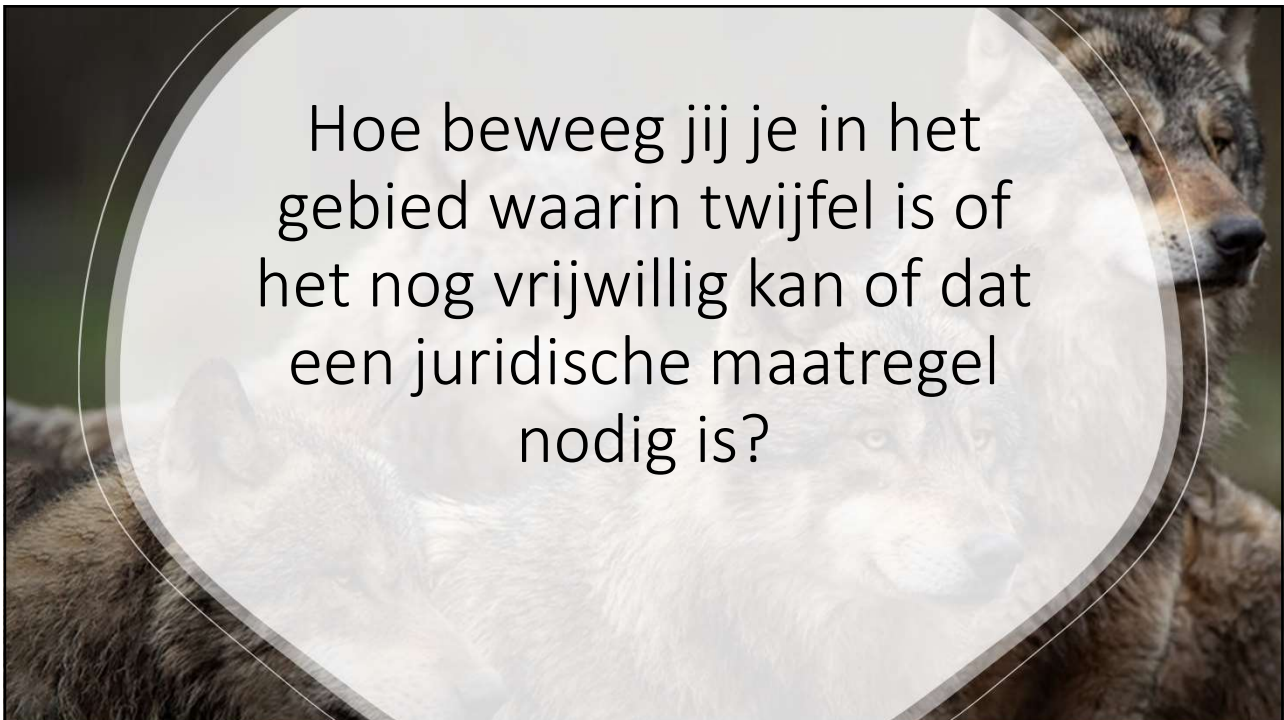 Hoe beweeg jij je in het
gebied waarin twijfel is of
het nog vrijwillig kan of dat
een juridische maatregel
nodig is?